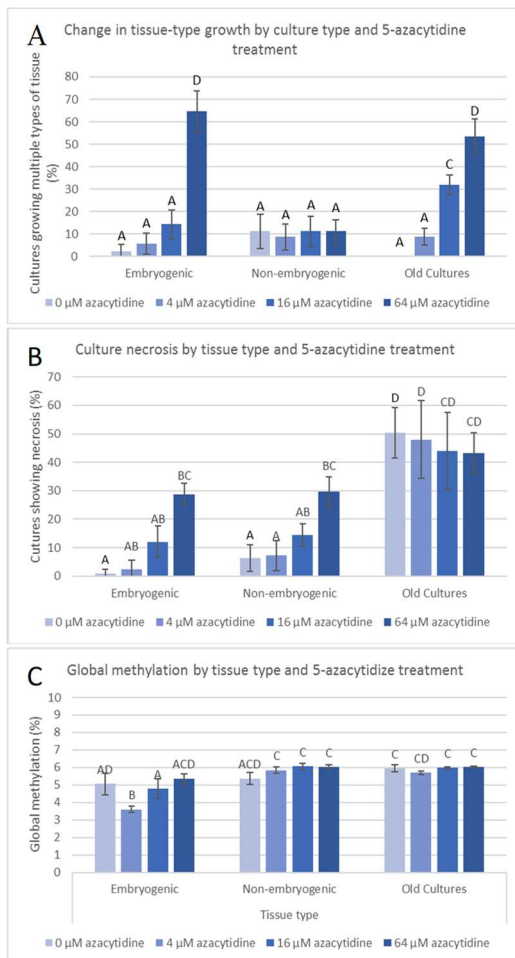 A
Change in tissue-type growth by culture type and 5-azacytidine
treatment
Cultures growing multiple types of tissue
(%)
80
70
60
50
40
30
20
10
0
A A A D
A A A A
A A C D
Embryogenic Non-embryogenic Old Cultures
0 µM azacytidine 4 µM azacytidine 16 µM azacytidine 64 µM azacytidine
B
Culture necrosis by tissue type and 5-azacytidine treatment
Cutures showing necrosis (%)
70
60
50
40
30
20
10
0
A AB AB BC
A A AB BC
D D CD CD
Embryogenic Non-embryogenic Old Cultures
0 µM azacytidine 4 µM azacytidine 16 µM azacytidine 64 µM azacytidine
C
Global methylation by tissue type and 5-azacytidize treatment
Global methylation (%)
10
9
8
7
6
5
4
3
2
1
0
AD B A ACD
ACD C C C
C CD C C
Embryogenic Non-embryogenic Old Cultures
Tissue type
0 µM azacytidine 4 µM azacytidine 16 µM azacytidine 64 µM azacytidine